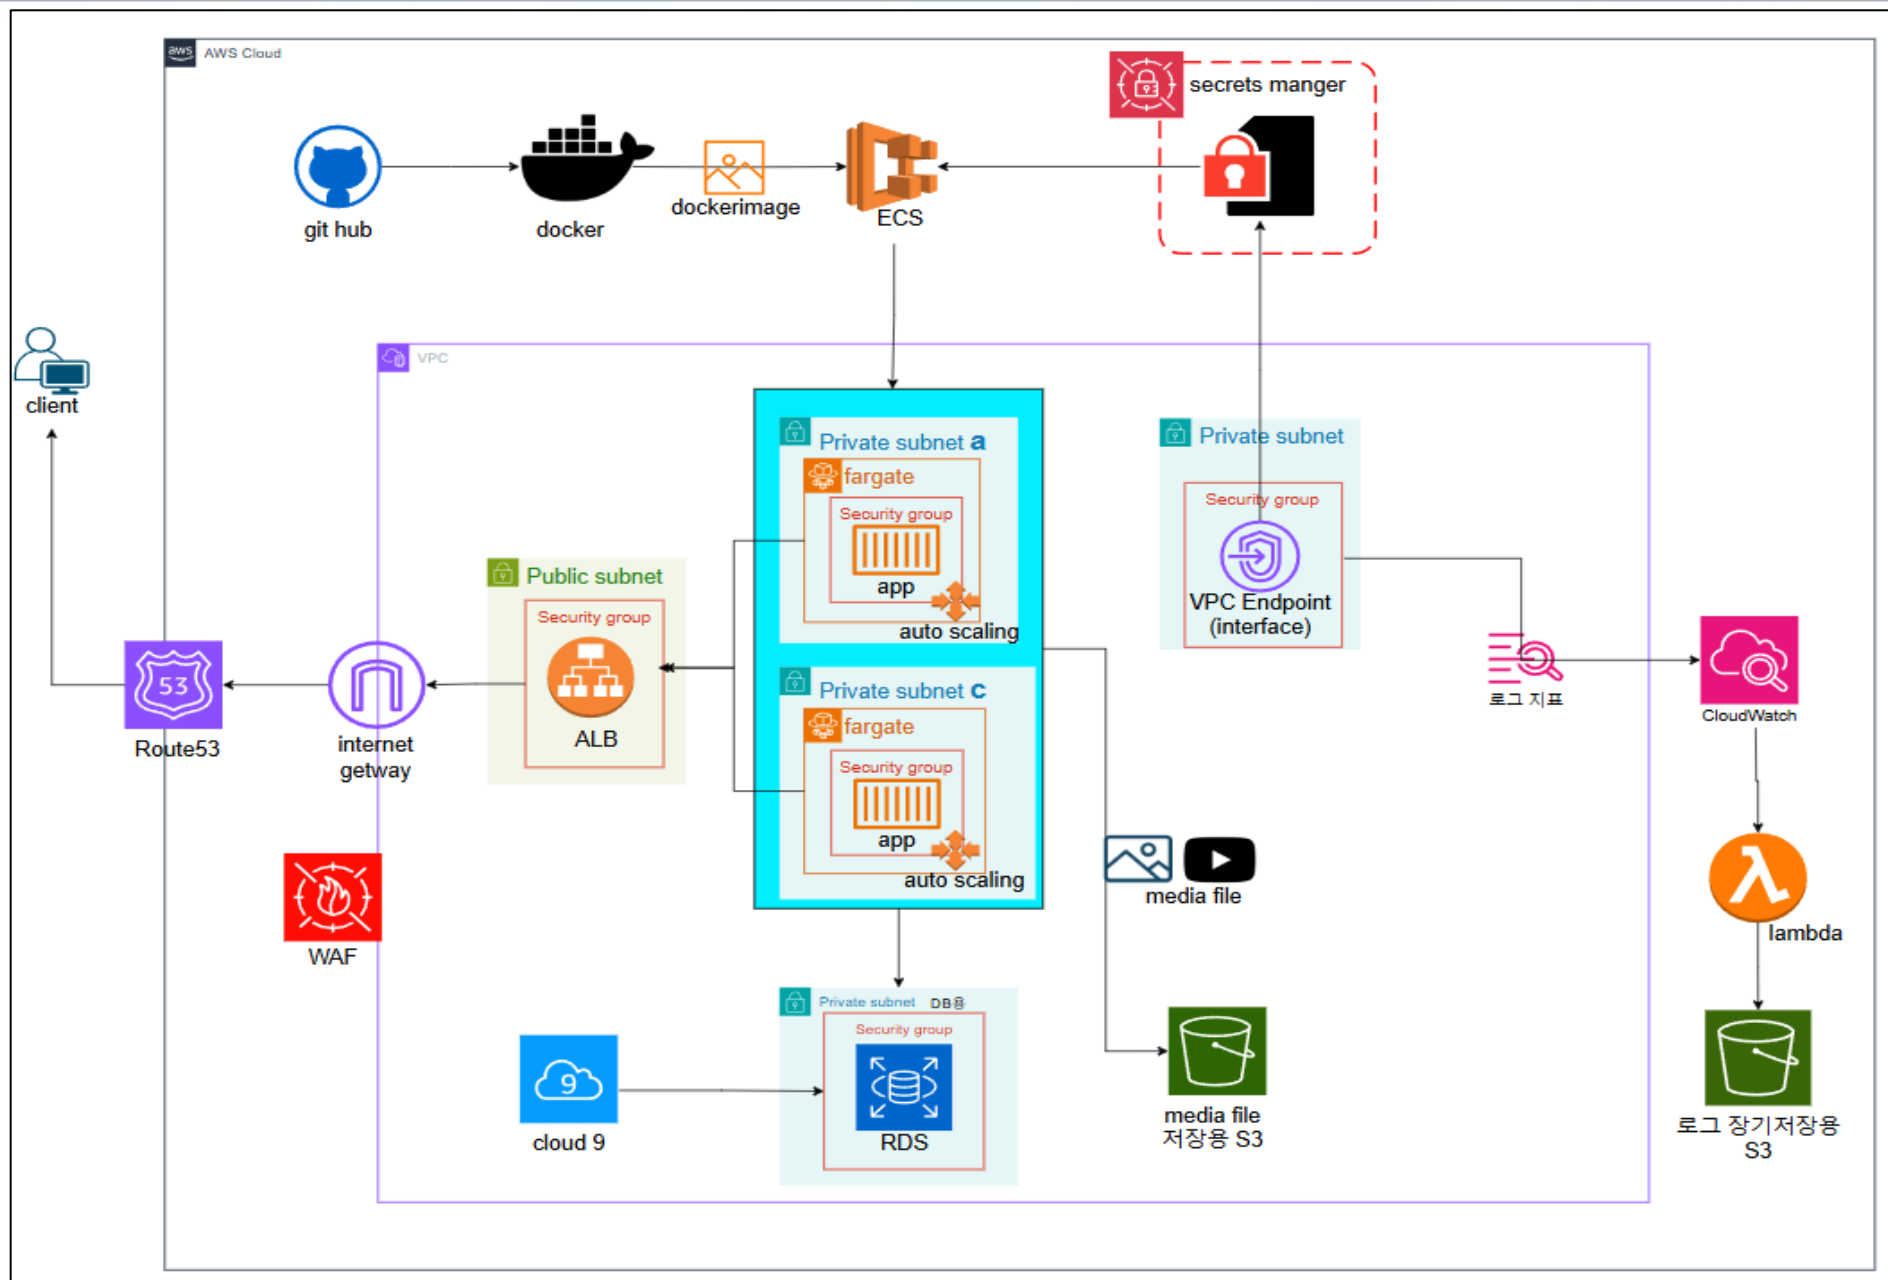 aws
AWS Cloud
secrets manger
git hub
docker
dockerimage
ECS
client
VPC
Private subnet a
fargate
Security group
app
auto scaling
Private subnet
Security group
VPC Endpoint
(interface)
Public subnet
Security group
ALB
53
Route53
internet
getway
Private subnet c
fargate
Security group
app
auto scaling
로그 지표
CloudWatch
media file
lambda
WAF
Private subnet DB용
Security group
RDS
9
cloud 9
media file
저장용 S3
로그 장기저장용
S3